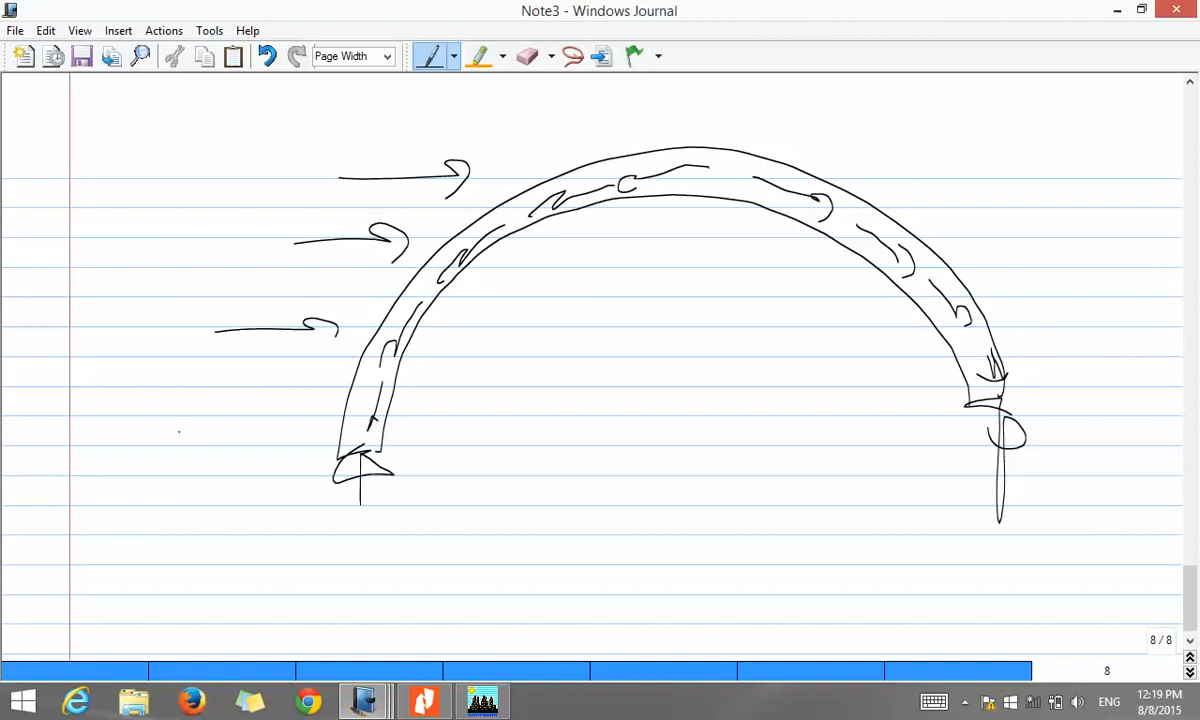 Note3 - Windows Journal
File Edit View Insert Actions Tools Help
Page Width
8 / 8
8
ENG
12:19 PM
8/8/2015